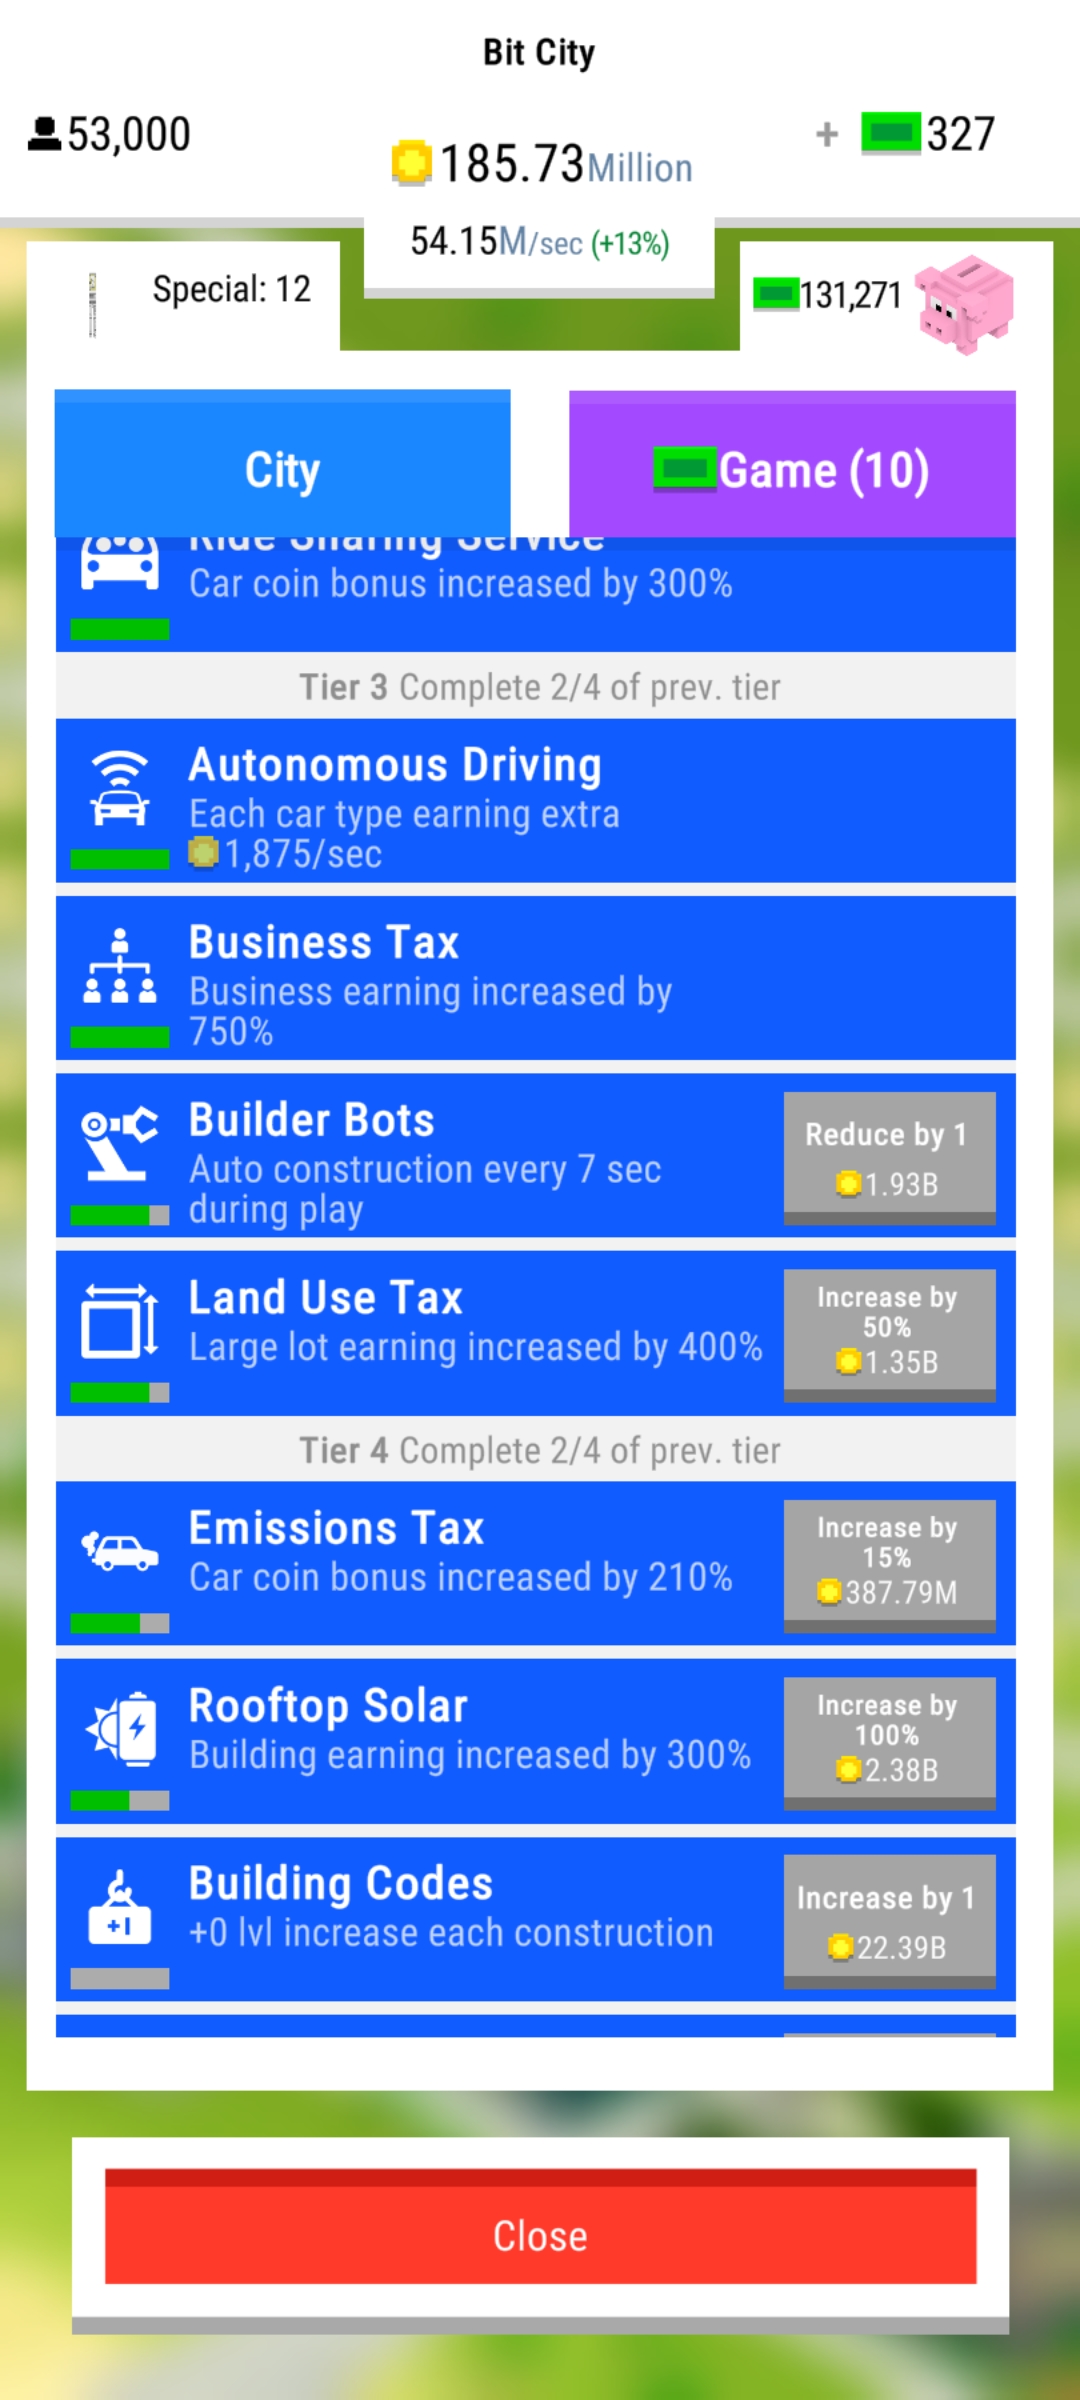 Bit City
53,000
185.73Million
+ 327
54.15M/sec (+13%)
Special: 12
131,271
City
Game (10)
Ride Sharing Service
Car coin bonus increased by 300%
Tier 3 Complete 2/4 of prev. tier
Autonomous Driving
Each car type earning extra
1,875/sec
Business Tax
Business earning increased by
750%
Builder Bots
Auto construction every 7 sec
during play
Reduce by 1
1.93B
Land Use Tax
Large lot earning increased by 400%
Increase by
50%
1.35B
Tier 4 Complete 2/4 of prev. tier
Emissions Tax
Car coin bonus increased by 210%
Increase by
15%
387.79M
Rooftop Solar
Building earning increased by 300%
Increase by
100%
2.38B
Building Codes
+0 lvl increase each construction
+1
Increase by 1
22.39B
Close